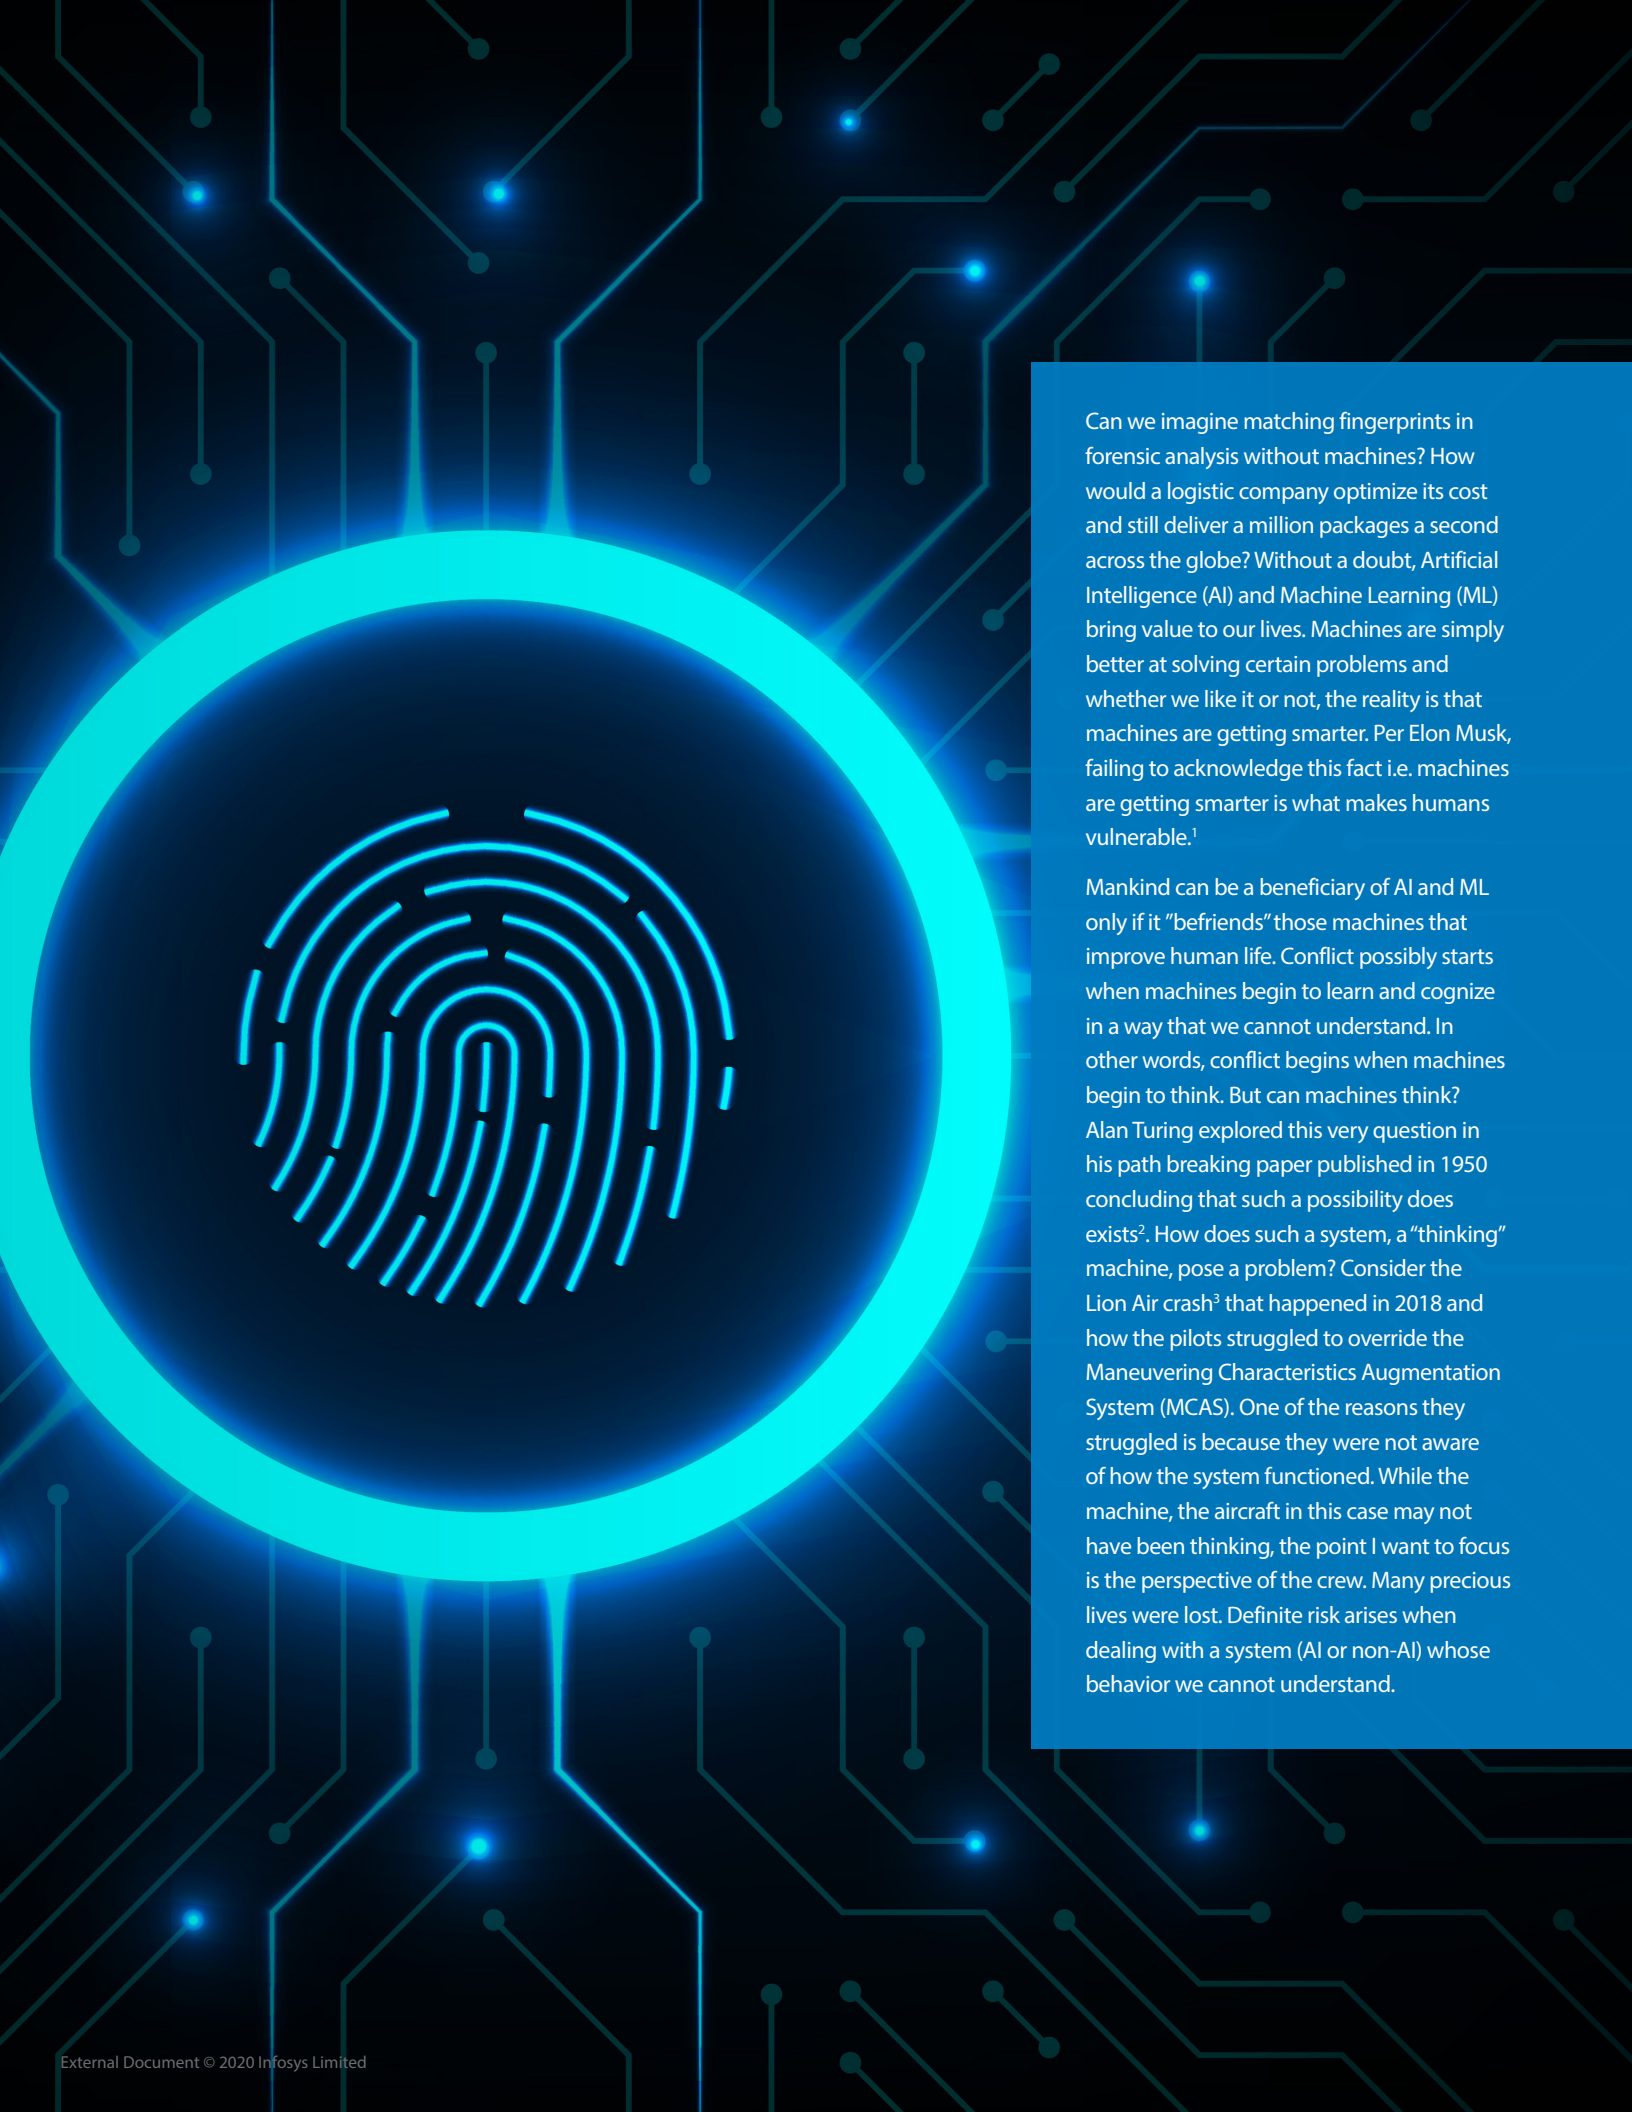 Can we imagine matching fingerprints in
forensic analysis without machines? How
would a logistic company optimize its cost
and still deliver a million packages a second
across the globe? Without a doubt, Artificial
Intelligence (AI) and Machine Learning (ML)
bring value to our lives. Machines are simply
better at solving certain problems and
whether we like it or not, the reality is that
machines are getting smarter. Per Elon Musk,
failing to acknowledge this fact i.e. machines
are getting smarter is what makes humans
vulnerable.¹
Mankind can be a beneficiary of AI and ML
only if it ”befriends” those machines that
improve human life. Conflict possibly starts
when machines begin to learn and cognize
in a way that we cannot understand. In
other words, conflict begins when machines
begin to think. But can machines think?
Alan Turing explored this very question in
his path breaking paper published in 1950
concluding that such a possibility does
exists². How does such a system, a “thinking”
machine, pose a problem? Consider the
Lion Air crash³ that happened in 2018 and
how the pilots struggled to override the
Maneuvering Characteristics Augmentation
System (MCAS). One of the reasons they
struggled is because they were not aware
of how the system functioned. While the
machine, the aircraft in this case may not
have been thinking, the point I want to focus
is the perspective of the crew. Many precious
lives were lost. Definite risk arises when
dealing with a system (AI or non-AI) whose
behavior we cannot understand.
External Document © 2020 Infosys Limited